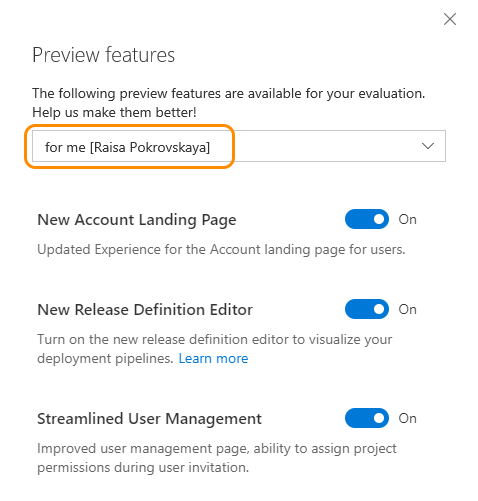 Preview features
The following preview features are available for your evaluation.
Help us make them better!
for me [Raisa Pokrovskaya]
New Account Landing Page On
Updated Experience for the Account landing page for users.
New Release Definition Editor On
Turn on the new release definition editor to visualize your
deployment pipelines. Learn more
Streamlined User Management On
Improved user management page, ability to assign project
permissions during user invitation.